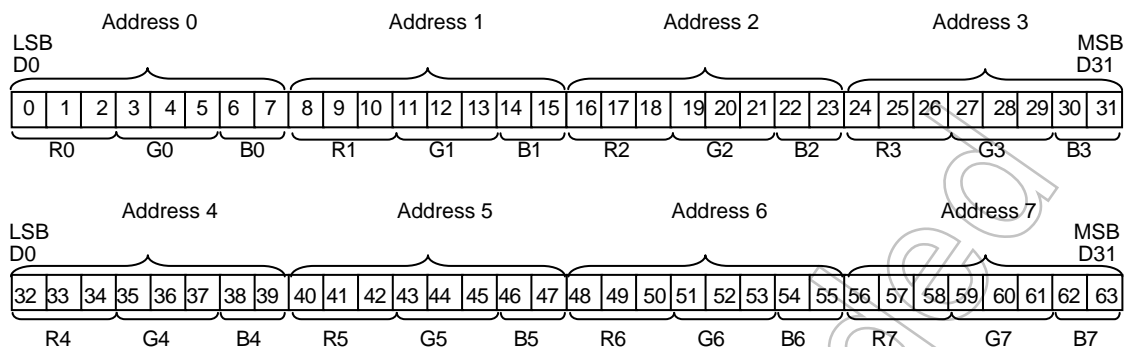 Address 0 Address 1 Address 2 Address 3
LSB MSB
D0 D31
0 1 2 3 4 5 6 7 8 9 10 11 12 13 14 15 16 17 18 19 20 21 22 23 24 25 26 27 28 29 30 31
R0 G0 B0 R1 G1 B1 R2 G2 B2 R3 G3 B3
Address 4 Address 5 Address 6 Address 7
LSB MSB
D0 D31
32 33 34 35 36 37 38 39 40 41 42 43 44 45 46 47 48 49 50 51 52 53 54 55 56 57 58 59 60 61 62 63
R4 G4 B4 R5 G5 B5 R6 G6 B6 R7 G7 B7